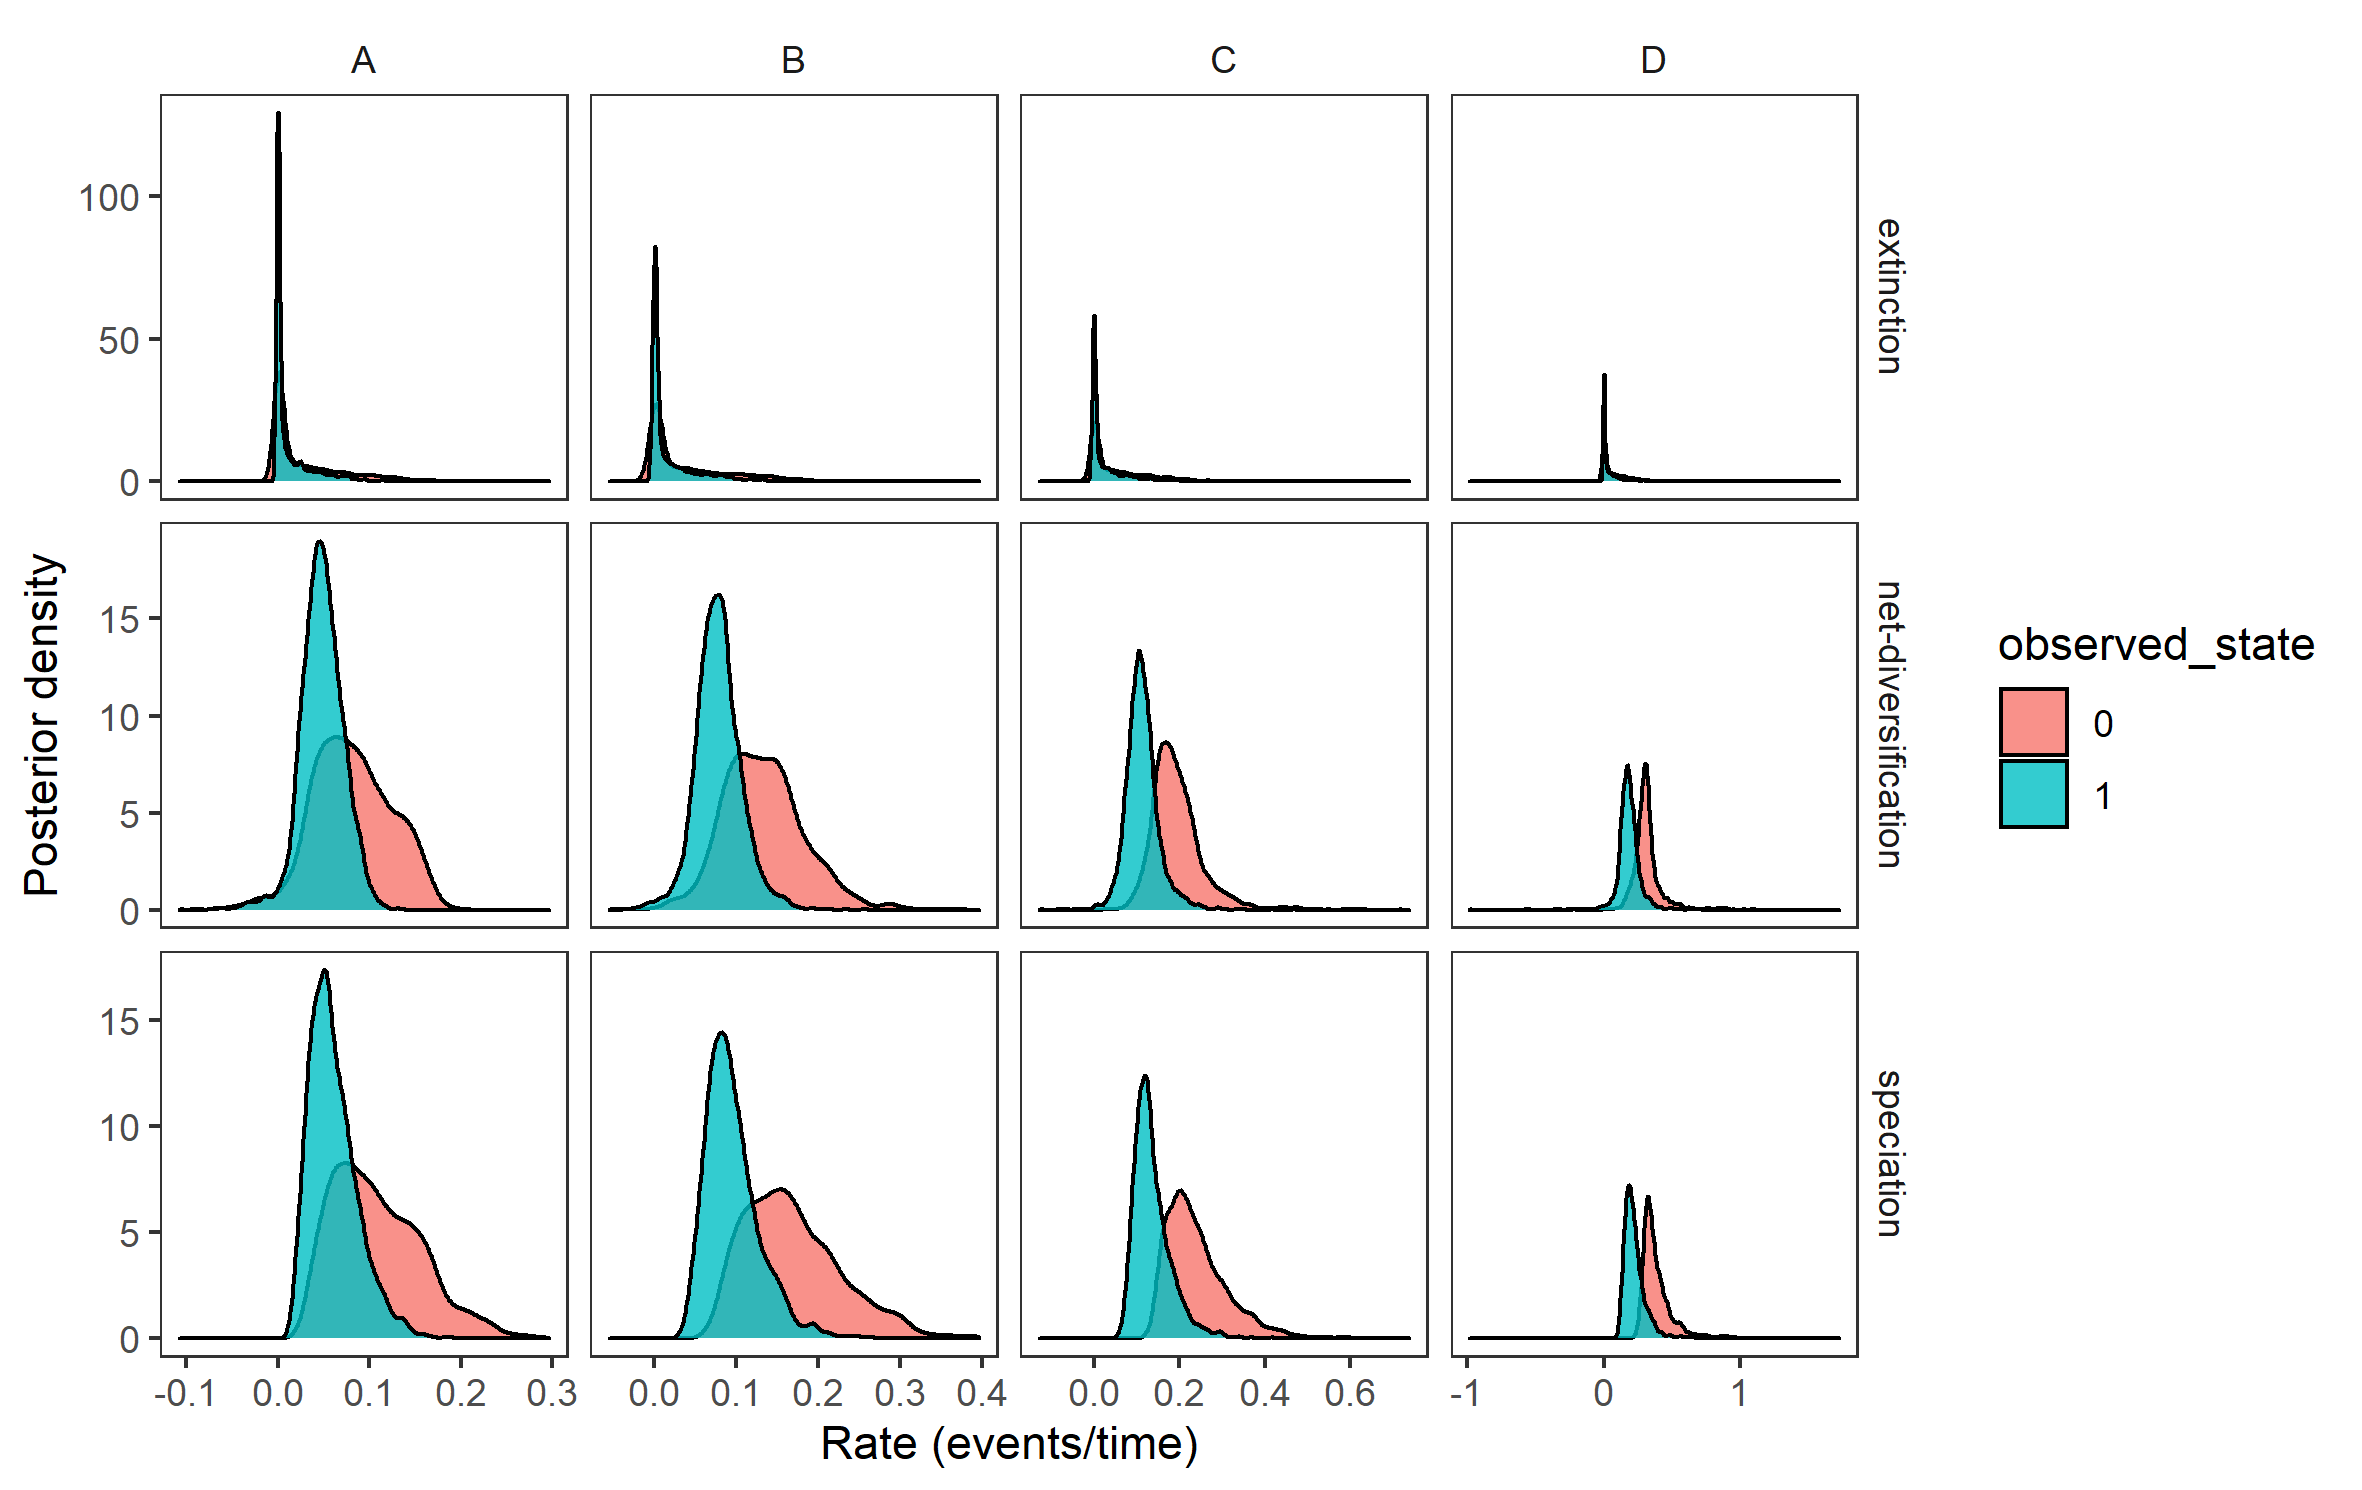 A B C D
100
50
0
extinction
15
10
5
0
net-diversification
15
10
5
0
speciation
-0.1 0.0 0.1 0.2 0.3
0.0 0.1 0.2 0.3 0.4
0.0 0.2 0.4 0.6
-1 0 1
Rate (events/time)
Posterior density
observed_state
0
1